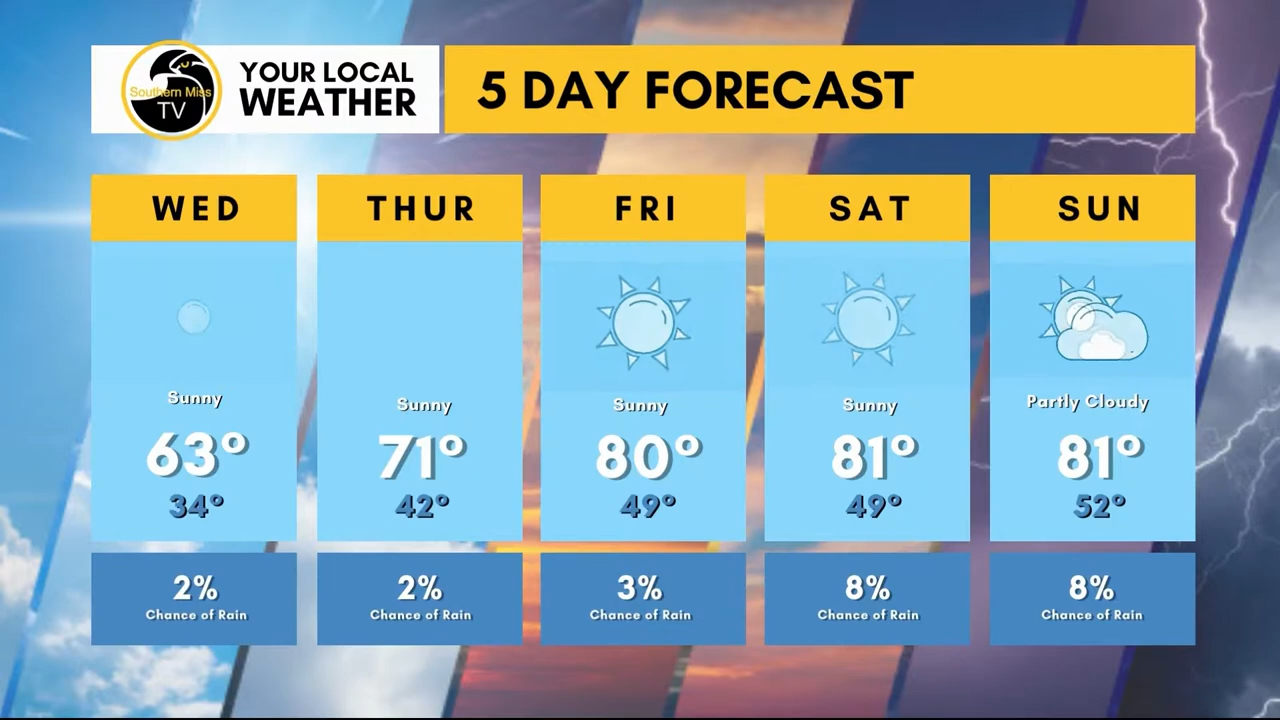 Southern Miss
TV
YOUR LOCAL
WEATHER
5 DAY FORECAST
WED
Sunny
63°
34°
2%
Chance of Rain
THUR
Sunny
71°
42°
2%
Chance of Rain
FRI
Sunny
80°
49°
3%
Chance of Rain
SAT
Sunny
81°
49°
8%
Chance of Rain
SUN
Partly Cloudy
81°
52°
8%
Chance of Rain